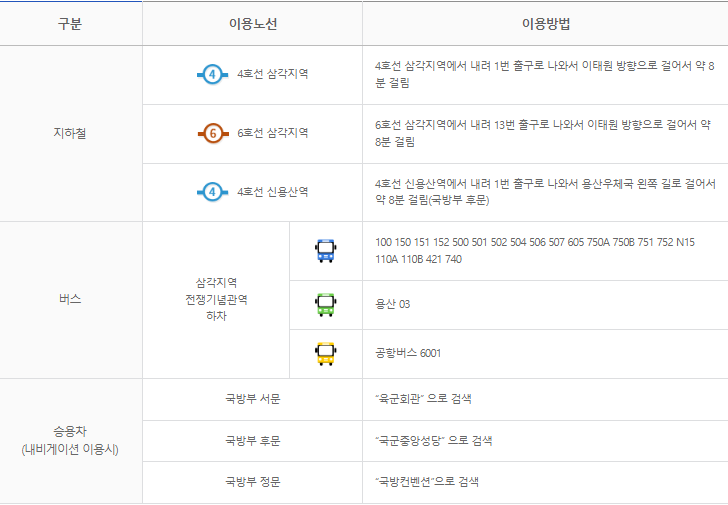 구분 이용노선 이용방법
지하철
4 4호선 삼각지역
4호선 삼각지역에서 내려 1번 출구로 나와서 이태원 방향으로 걸어서 약 8
분 걸림
6 6호선 삼각지역
6호선 삼각지역에서 내려 13번 출구로 나와서 이태원 방향으로 걸어서 약
8분 걸림
4 4호선 신용산역
4호선 신용산역에서 내려 1번 출구로 나와서 용산우체국 왼쪽 길로 걸어서
약 8분 걸림(국방부 후문)
버스
삼각지역
전쟁기념관역
하차
100 150 151 152 500 501 502 504 506 507 605 750A 750B 751 752 N15
110A 110B 421 740
용산 03
공항버스 6001
승용차
(내비게이션 이용시)
국방부 서문 "육군회관" 으로 검색
국방부 후문 "국군중앙성당" 으로 검색
국방부 정문 "국방컨벤션"으로 검색